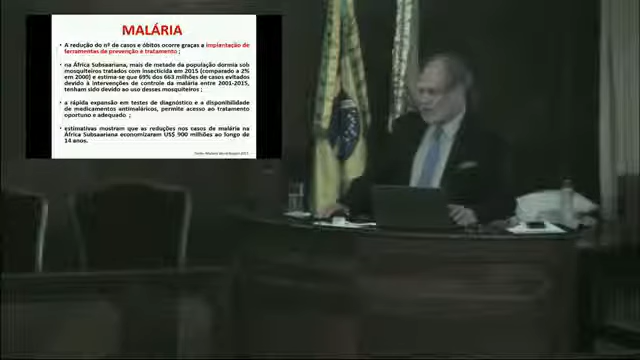 MALÁRIA
• A redução do nº de casos e óbitos ocorre graças a implantação de
ferramentas de prevenção e tratamento ;
• na África Subsaariana, mais de metade da população dormia sob
mosquiteiros tratados com insecticida em 2015 (comparado a 2%
em 2000) e estima-se que 69% dos 663 milhões de casos evitados
devido à intervenções de controle da malária entre 2001-2015,
tenham sido devido ao uso desses mosquiteiros ;
• a rápida expansão em testes de diagnóstico e a disponibilidade
de medicamentos antimaláricos, permite acesso ao tratamento
oportuno e adequado ;
• estimativas mostram que as reduções nos casos de malária na
África Subsaariana economizaram US$ 900 milhões ao longo de
14 anos.